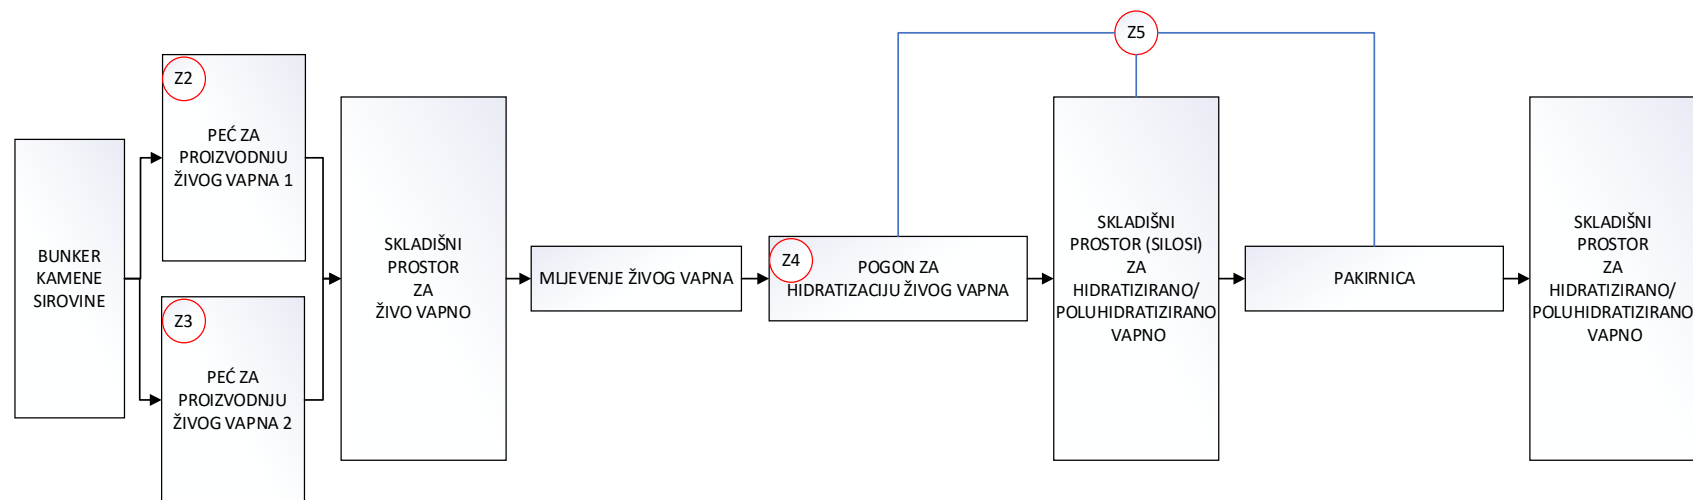 BUNKER
KAMENE
SIROVINE
Z2
PEĆ ZA
PROIZVODNJU
ŽIVOG VAPNA 1
Z3
PEĆ ZA
PROIZVODNJU
ŽIVOG VAPNA 2
SKLADIŠNI
PROSTOR
ZA
ŽIVO VAPNO
MLJEVENJE ŽIVOG VAPNA
Z4
POGON ZA
HIDRATIZACIJU ŽIVOG VAPNA
Z5
SKLADIŠNI
PROSTOR (SILOSI)
ZA
HIDRATIZIRANO/
POLUHIDRATIZIRANO
VAPNO
PAKIRNICA
SKLADIŠNI
PROSTOR
ZA
HIDRATIZIRANO/
POLUHIDRATIZIRANO
VAPNO